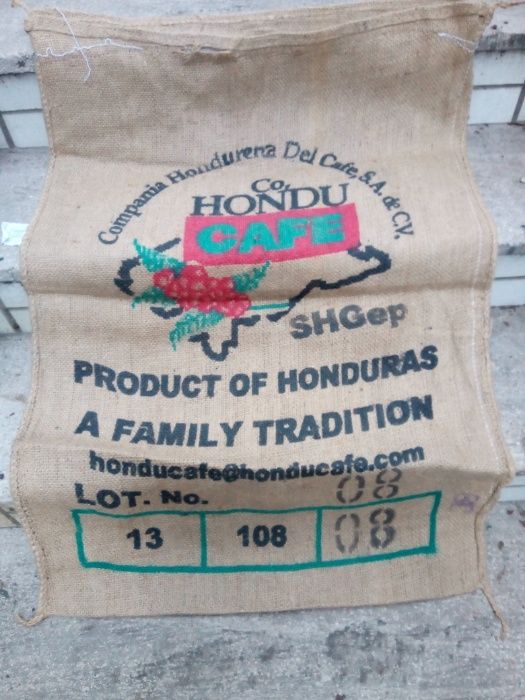 Compania Hondurena Del Cafe, S.A. de C.V.
Co.
HONDU
CAFE
SHGep
PRODUCT OF HONDURAS
A FAMILY TRADITION
honducafe@honducafe.com
08
LOT. No.
13 108 08